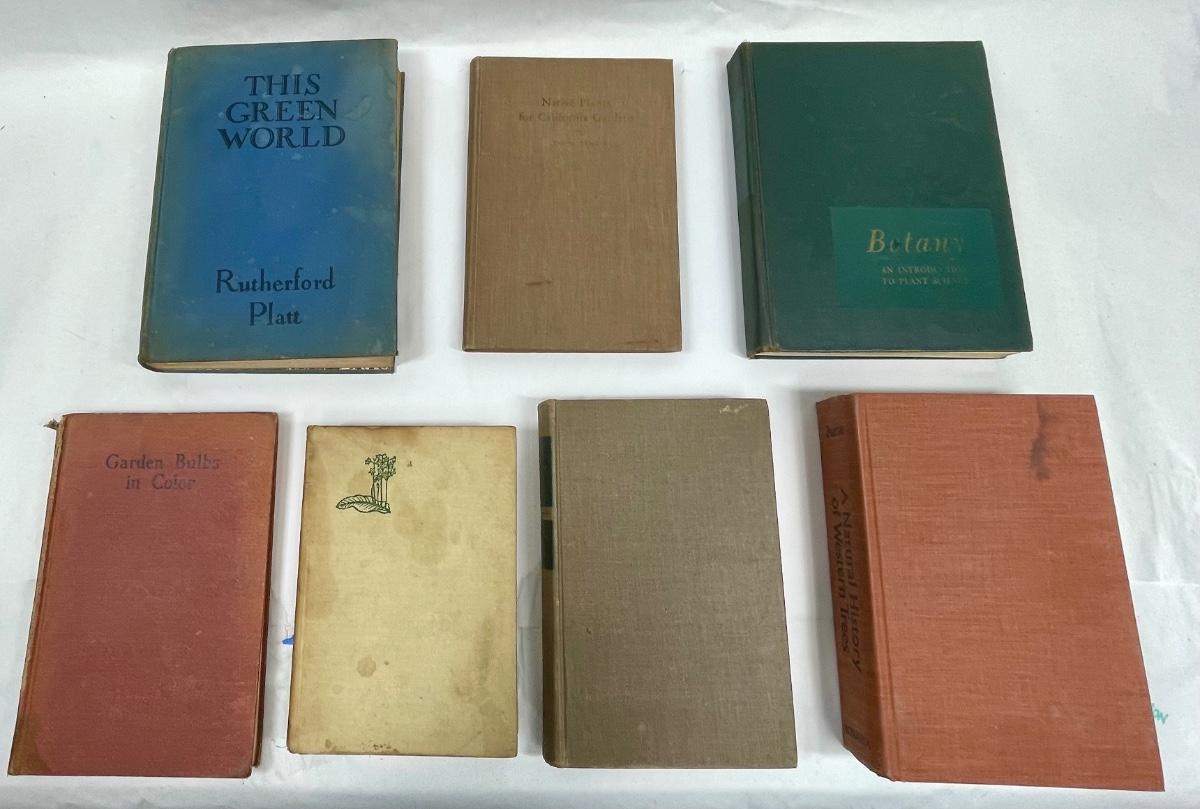 THIS
GREEN
WORLD
Rutherford
Platt
Native Plants
for California Gardens
Botany
AN INTRODUCTION
TO PLANT SCIENCE
Garden Bulbs
in Color
A Natural History
of Western Trees